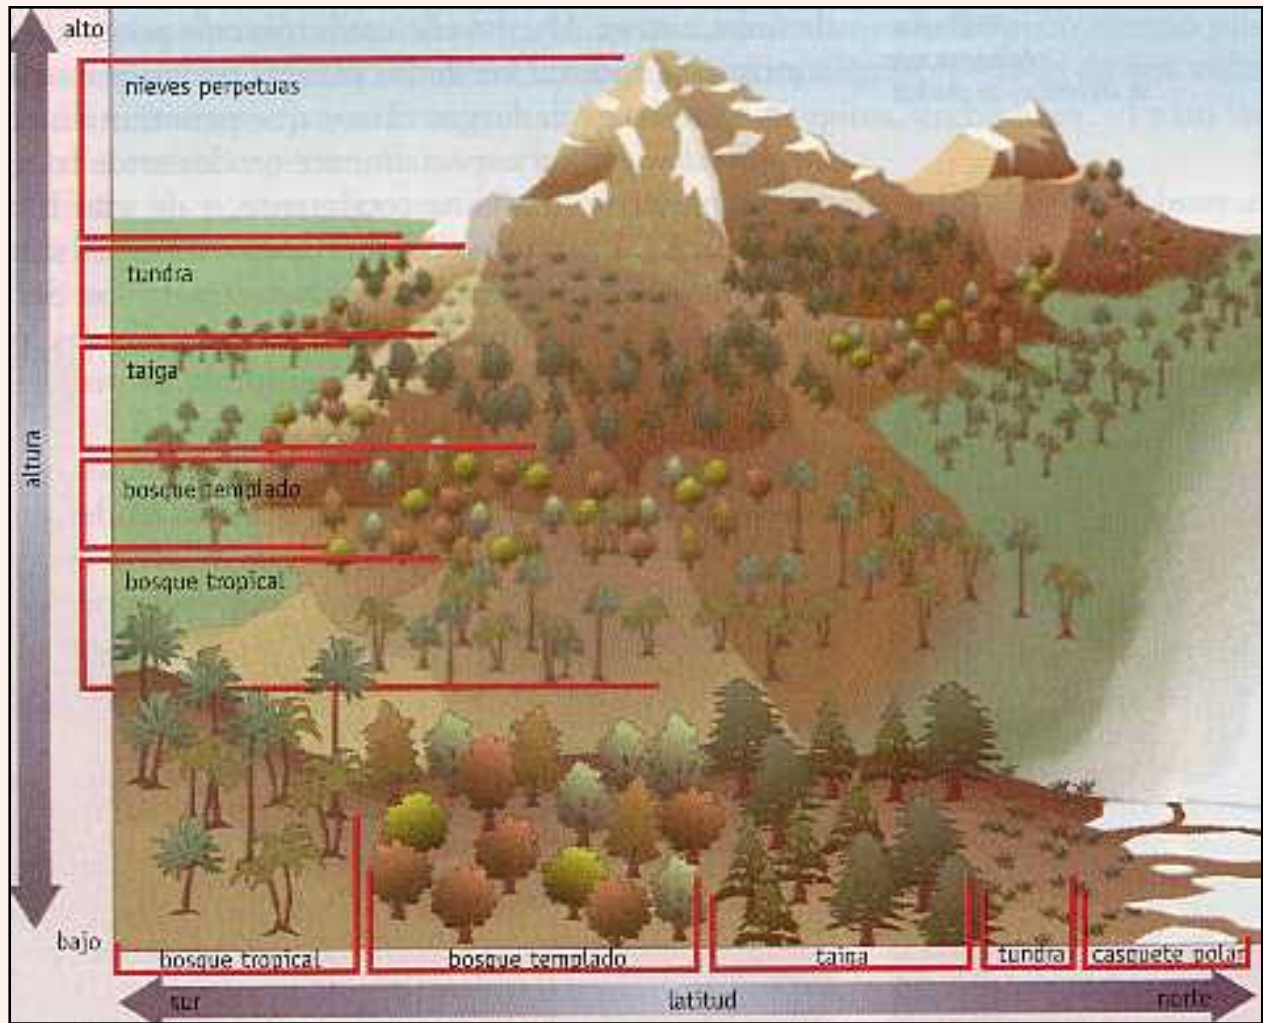 alto
nieves perpetuas
tundra
taiga
altura
bosque templado
bosque tropical
bajo
bosque tropical
bosque templado
taiga
tundra
casquete polar
sur
latitud
norte